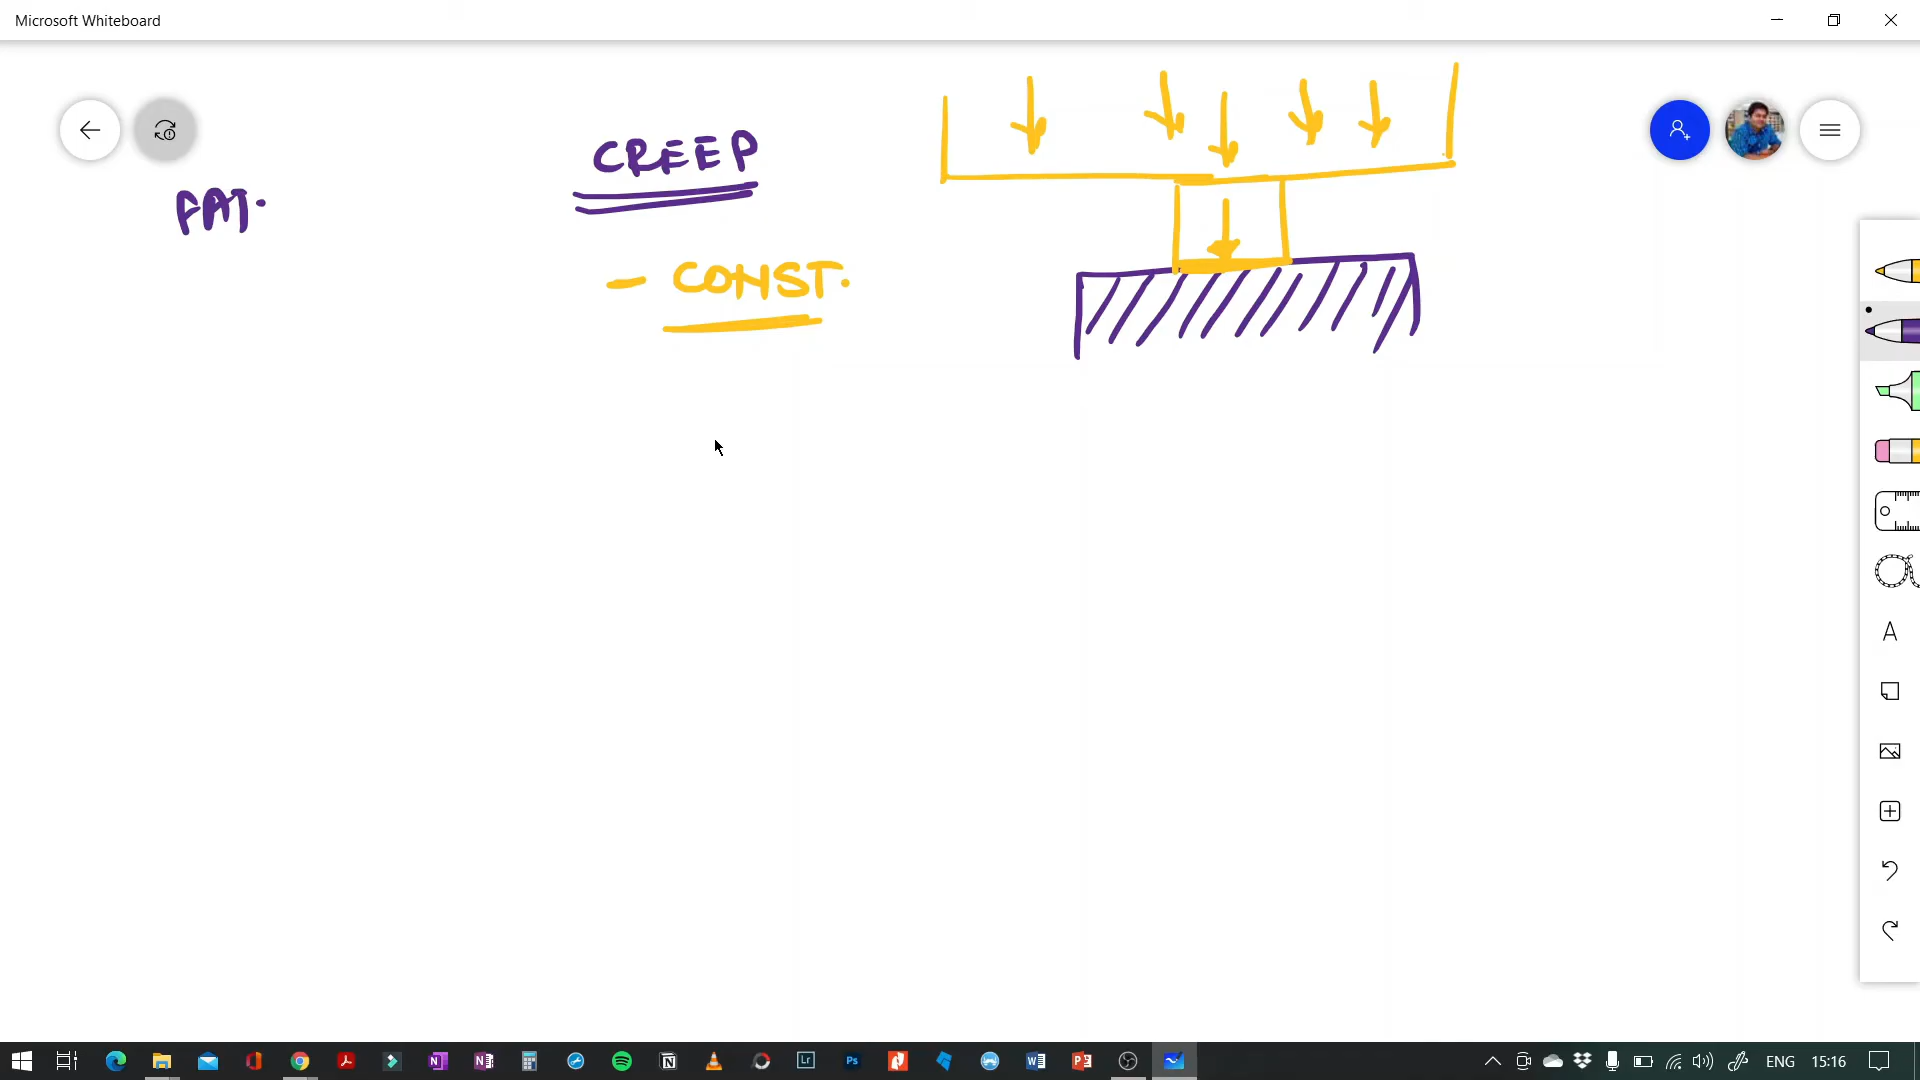 Microsoft Whiteboard
CREEP
FAT.
- CONST.
A
ENG
15:16